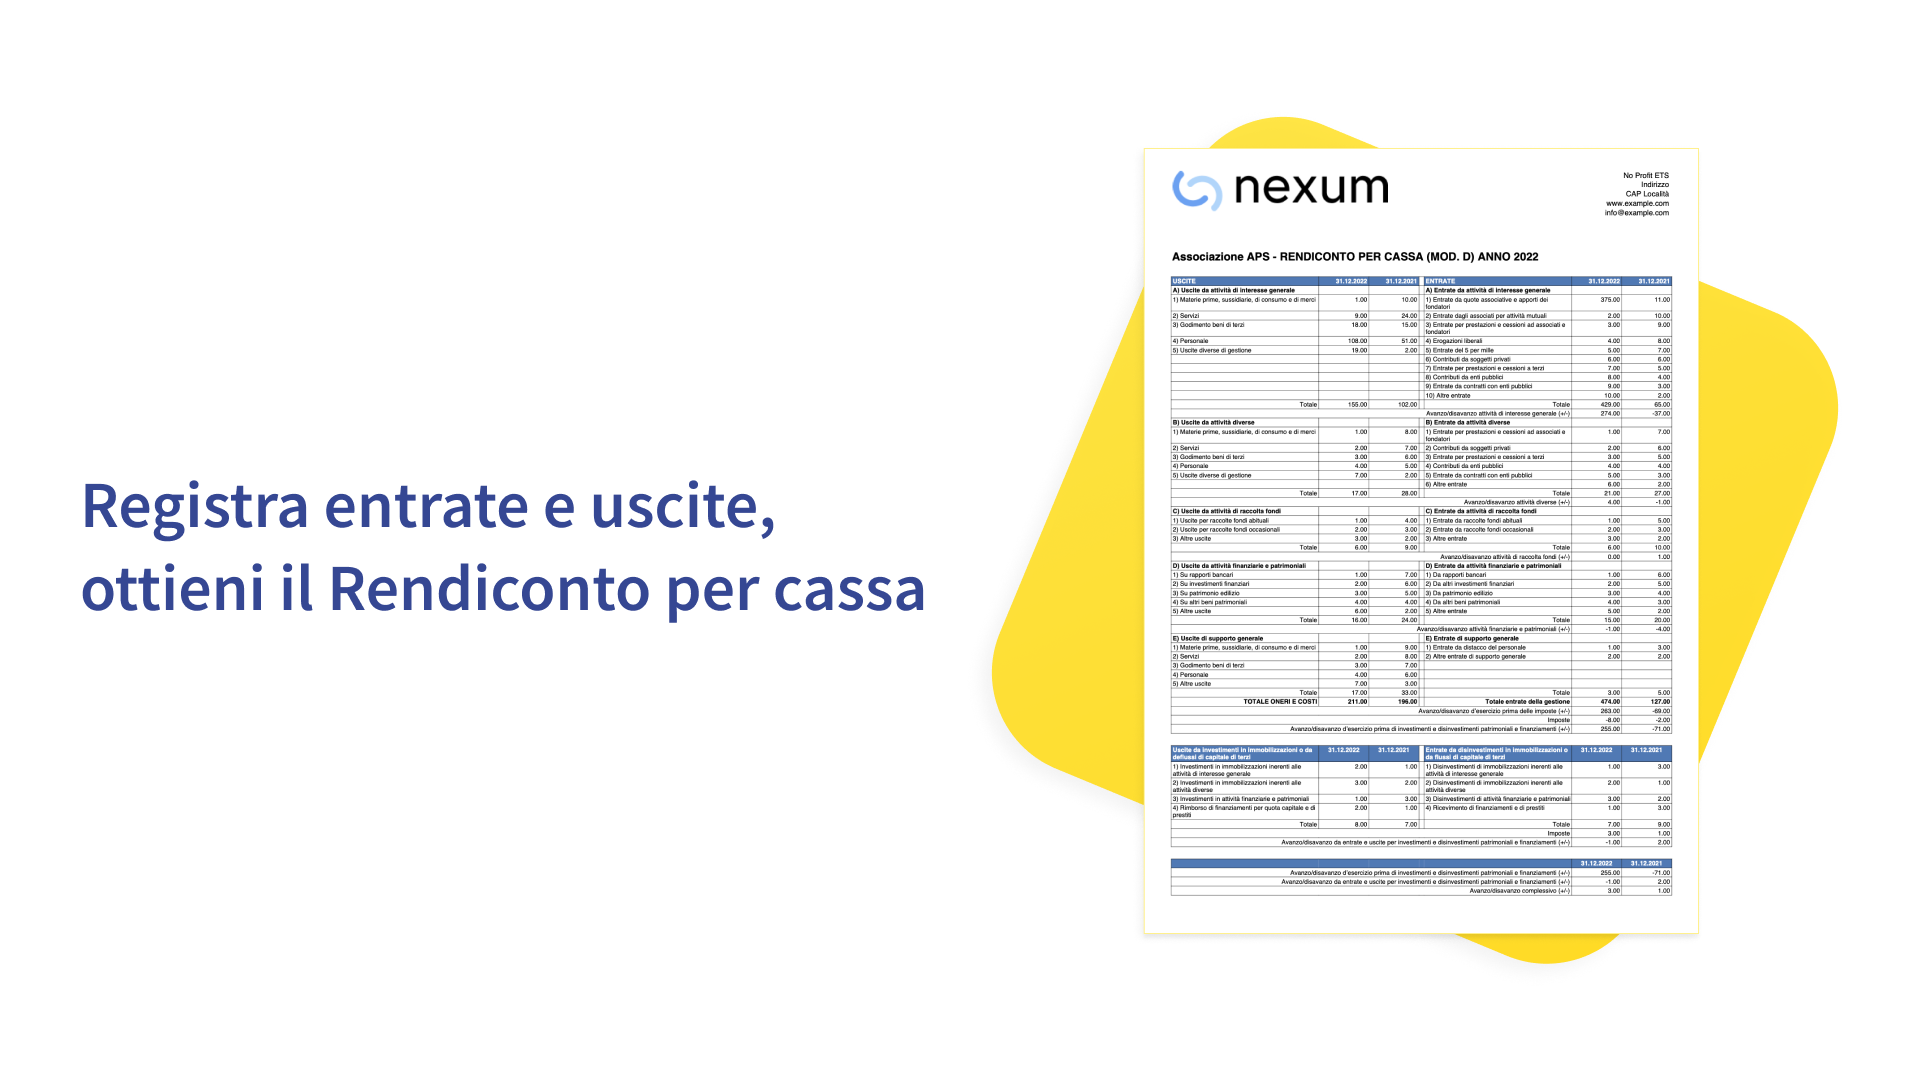 Registra entrate e uscite,
ottieni il Rendiconto per cassa
nexum
No Profit ETS
Indirizzo
CAP Località
www.example.com
info@example.com
Associazione APS - RENDICONTO PER CASSA (MOD. D) ANNO 2022
USCITE 31.12.2022 31.12.2021 ENTRATE 31.12.2022 31.12.2021
A) Uscite da attività di interesse generale A) Entrate da attività di interesse generale
1) Materie prime, sussidiarie, di consumo e di merci 1.00 10.00 1) Entrate da quote associative e apporti dei 375.00 11.00
fondatori
2) Servizi 9.00 24.00 2) Entrate dagli associati per attività mutuali 2.00 10.00
3) Godimento beni di terzi 18.00 15.00 3) Entrate per prestazioni e cessioni ad associati e 3.00 9.00
fondatori
4) Personale 108.00 51.00 4) Erogazioni liberali 4.00 8.00
5) Uscite diverse di gestione 19.00 2.00 5) Entrate del 5 per mille 5.00 7.00
6) Contributi da soggetti privati 6.00 6.00
7) Entrate per prestazioni e cessioni a terzi 7.00 5.00
8) Contributi da enti pubblici 8.00 4.00
9) Entrate da contratti con enti pubblici 9.00 3.00
10) Altre entrate 10.00 2.00
Totale 155.00 102.00 Totale 429.00 65.00
Avanzo/disavanzo attività di interesse generale (+/-) 274.00 -37.00
B) Uscite da attività diverse B) Entrate da attività diverse
1) Materie prime, sussidiarie, di consumo e di merci 1.00 8.00 1) Entrate per prestazioni e cessioni ad associati e 1.00 7.00
fondatori
2) Servizi 2.00 7.00 2) Contributi da soggetti privati 2.00 6.00
3) Godimento beni di terzi 3.00 6.00 3) Entrate per prestazioni e cessioni a terzi 3.00 5.00
4) Personale 4.00 5.00 4) Contributi da enti pubblici 4.00 4.00
5) Uscite diverse di gestione 7.00 2.00 5) Entrate da contratti con enti pubblici 5.00 3.00
6) Altre entrate 6.00 2.00
Totale 17.00 28.00 Totale 21.00 27.00
Avanzo/disavanzo attività diverse (+/-) 4.00 -1.00
C) Uscite da attività di raccolta fondi C) Entrate da attività di raccolta fondi
1) Uscite per raccolte fondi abituali 1.00 4.00 1) Entrate da raccolte fondi abituali 1.00 5.00
2) Uscite per raccolte fondi occasionali 2.00 3.00 2) Entrate da raccolte fondi occasionali 2.00 3.00
3) Altre uscite 3.00 2.00 3) Altre entrate 3.00 2.00
Totale 6.00 9.00 Totale 6.00 10.00
Avanzo/disavanzo attività di raccolta fondi (+/-) 0.00 1.00
D) Uscite da attività finanziarie e patrimoniali D) Entrate da attività finanziarie e patrimoniali
1) Su rapporti bancari 1.00 7.00 1) Da rapporti bancari 1.00 6.00
2) Su investimenti finanziari 2.00 6.00 2) Da altri investimenti finanziari 2.00 5.00
3) Su patrimonio edilizio 3.00 5.00 3) Da patrimonio edilizio 3.00 4.00
4) Su altri beni patrimoniali 4.00 4.00 4) Da altri beni patrimoniali 4.00 3.00
5) Altre uscite 6.00 2.00 5) Altre entrate 5.00 2.00
Totale 16.00 24.00 Totale 15.00 20.00
Avanzo/disavanzo attività finanziarie e patrimoniali (+/-) -1.00 -4.00
E) Uscite di supporto generale E) Entrate di supporto generale
1) Materie prime, sussidiarie, di consumo e di merci 1.00 9.00 1) Entrate da distacco del personale 1.00 3.00
2) Servizi 2.00 8.00 2) Altre entrate di supporto generale 2.00 2.00
3) Godimento beni di terzi 3.00 7.00
4) Personale 4.00 6.00
5) Altre uscite 7.00 3.00
Totale 17.00 33.00 Totale 3.00 5.00
TOTALE ONERI E COSTI 211.00 196.00 Totale entrate della gestione 474.00 127.00
Avanzo/disavanzo d'esercizio prima delle imposte (+/-) 263.00 -69.00
Imposte -8.00 -2.00
Avanzo/disavanzo d'esercizio prima di investimenti e disinvestimenti patrimoniali e finanziamenti (+/-) 255.00 -71.00
Uscite da investimenti in immobilizzazioni o da 31.12.2022 31.12.2021 Entrate da disinvestimenti in immobilizzazioni o 31.12.2022 31.12.2021
deflussi di capitale di terzi da flussi di capitale di terzi
1) Investimenti in immobilizzazioni inerenti alle 2.00 1.00 1) Disinvestimenti di immobilizzazioni inerenti alle 1.00 3.00
attività di interesse generale attività di interesse generale
2) Investimenti in immobilizzazioni inerenti alle 3.00 2.00 2) Disinvestimenti di immobilizzazioni inerenti alle 2.00 1.00
attività diverse attività diverse
3) Investimenti in attività finanziarie e patrimoniali 1.00 3.00 3) Disinvestimenti di attività finanziarie e patrimoniali 3.00 2.00
4) Rimborso di finanziamenti per quota capitale e di 2.00 1.00 4) Ricevimento di finanziamenti e di prestiti 1.00 3.00
prestiti
Totale 8.00 7.00 Totale 7.00 9.00
Imposte 3.00 1.00
Avanzo/disavanzo da entrate e uscite per investimenti e disinvestimenti patrimoniali e finanziamenti (+/-) -1.00 2.00
31.12.2022 31.12.2021
Avanzo/disavanzo d'esercizio prima di investimenti e disinvestimenti patrimoniali e finanziamenti (+/-) 255.00 -71.00
Avanzo/disavanzo da entrate e uscite per investimenti e disinvestimenti patrimoniali e finanziamenti (+/-) -1.00 2.00
Avanzo/disavanzo complessivo (+/-) 3.00 1.00